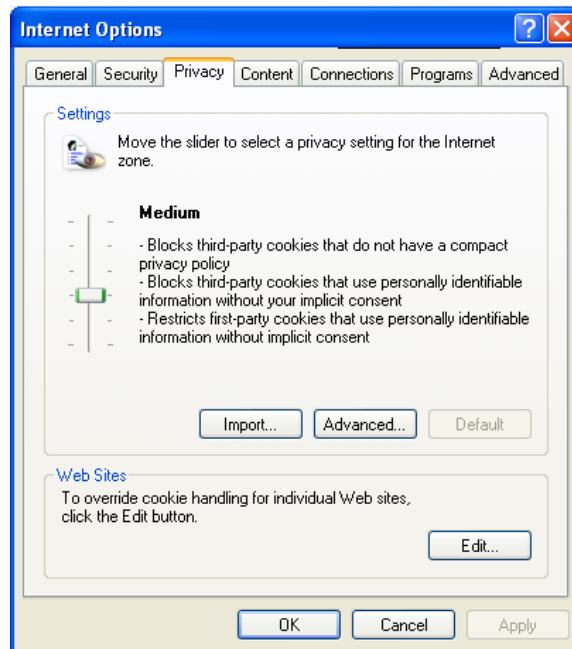 Internet Options
General Security Privacy Content Connections Programs Advanced
Settings
Move the slider to select a privacy setting for the Internet
zone.
Medium
- Blocks third-party cookies that do not have a compact
privacy policy
- Blocks third-party cookies that use personally identifiable
information without your implicit consent
- Restricts first-party cookies that use personally identifiable
information without implicit consent
Import... Advanced... Default
Web Sites
To override cookie handling for individual Web sites,
click the Edit button.
Edit...
OK Cancel Apply